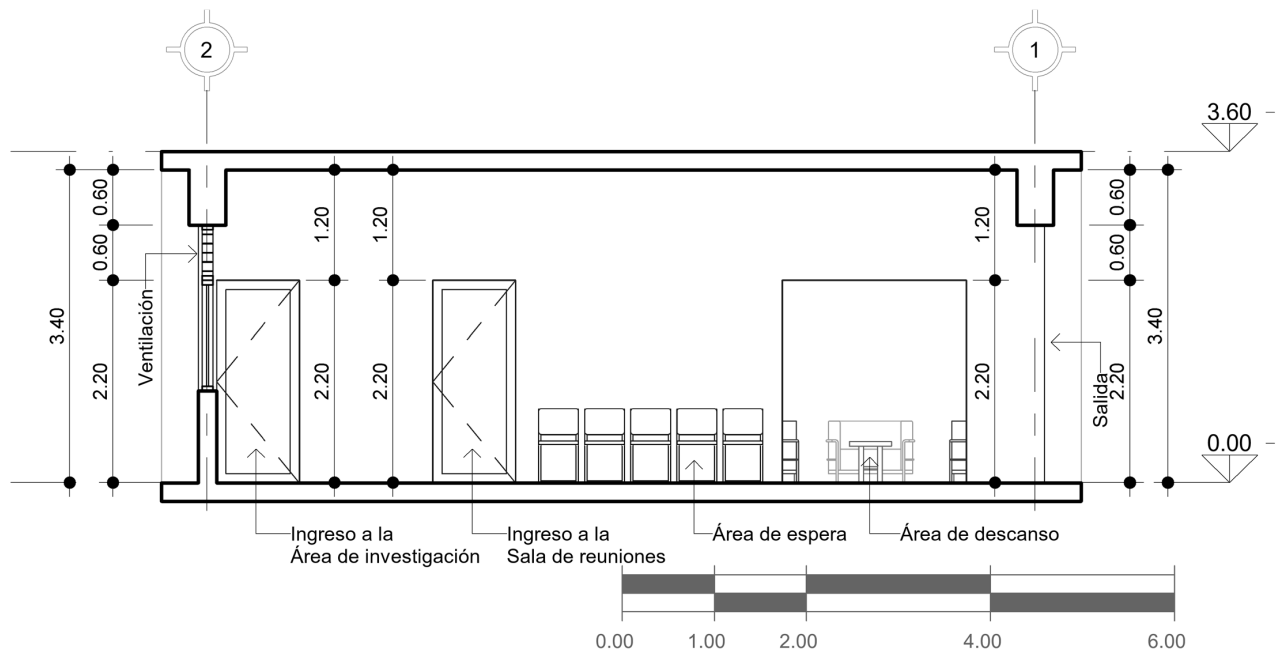 2
1
3.60
0.60
1.20
1.20
1.20
0.60
0.60
0.60
Ventilación
3.40
2.20
2.20
2.20
2.20
Salida
2.20
3.40
0.00
Ingreso a la
Área de investigación
Ingreso a la
Sala de reuniones
Área de espera
Área de descanso
0.00
1.00
2.00
4.00
6.00